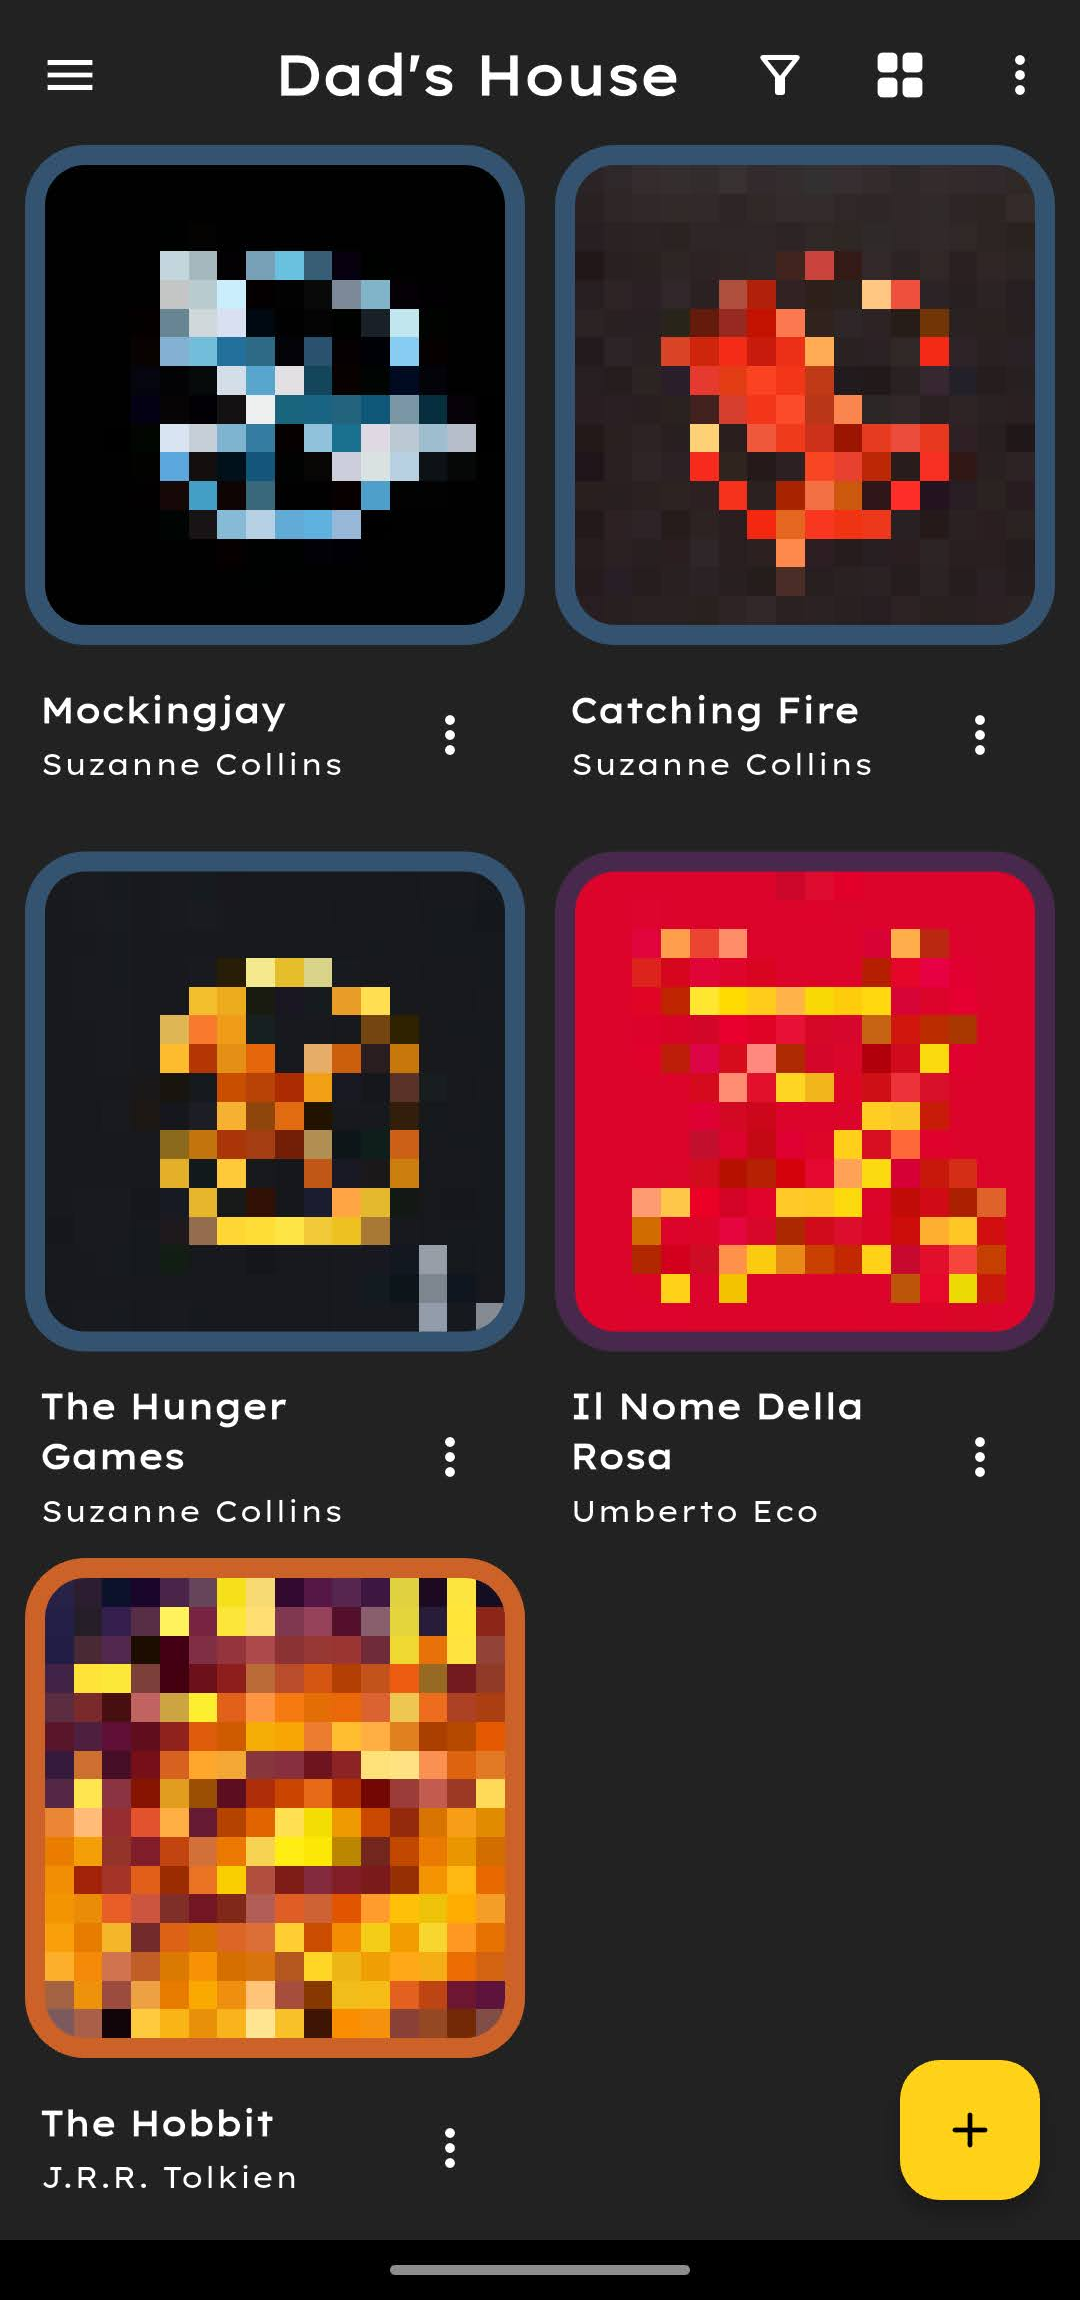 Dad's House
Mockingjay
Suzanne Collins
Catching Fire
Suzanne Collins
The Hunger
Games
Suzanne Collins
Il Nome Della
Rosa
Umberto Eco
The Hobbit
J.R.R. Tolkien